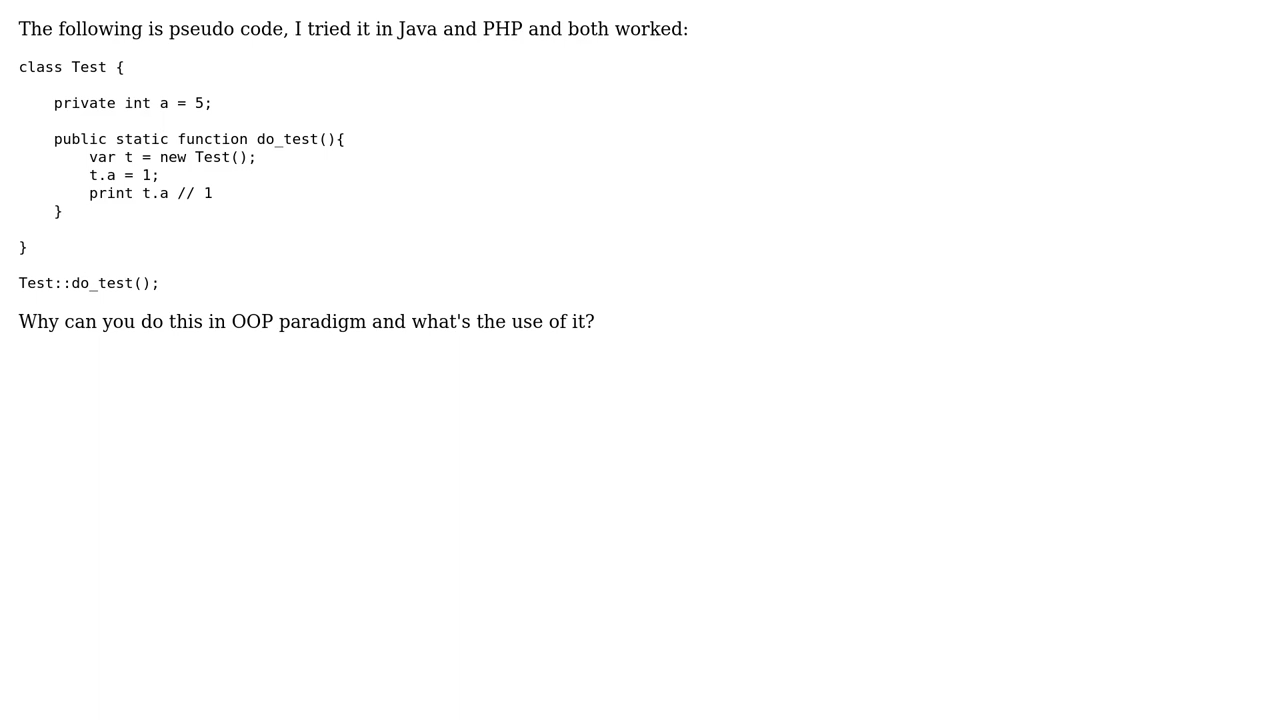 The following is pseudo code, I tried it in Java and PHP and both worked:
class Test {
    private int a = 5;
    public static function do_test(){
        var t = new Test();
        t.a = 1;
        print t.a // 1
    }
}
Test::do_test();
Why can you do this in OOP paradigm and what's the use of it?